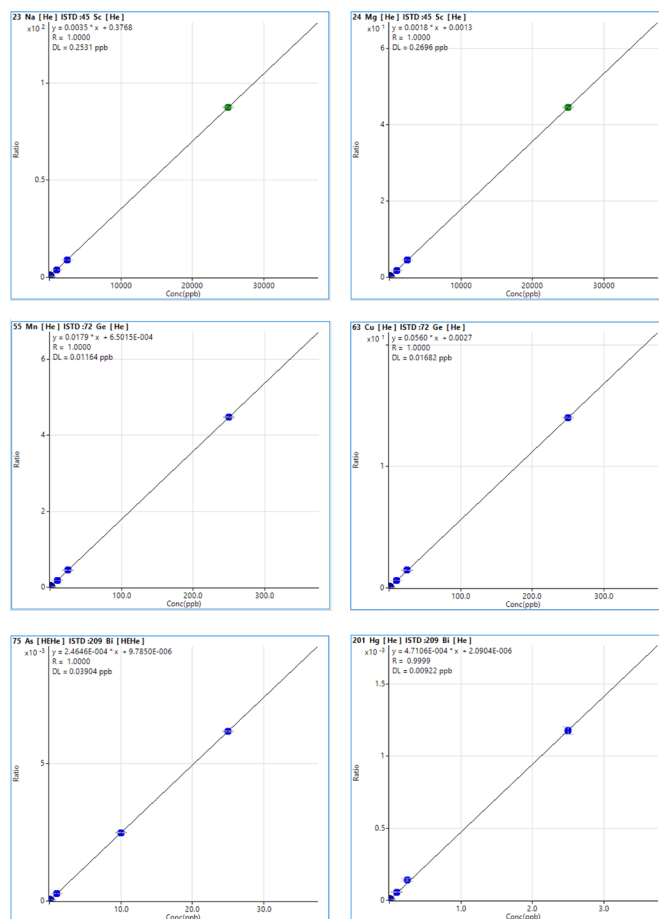 23 Na [He] ISTD :45 Sc [He]
x10 2 y = 0.0035 * x + 0.3768
R = 1.0000
DL = 0.2531 ppb
1
Ratio
0.5
0
10000 20000 30000
Conc(ppb)
24 Mg [He] ISTD :45 Sc [He]
x10 1 y = 0.0018 * x + 0.0013
R = 1.0000
DL = 0.2696 ppb
6
4
Ratio
2
0
10000 20000 30000
Conc(ppb)
55 Mn [He] ISTD :72 Ge [He]
y = 0.0179 * x + 6.5015E-004
R = 1.0000
DL = 0.01164 ppb
6
4
Ratio
2
0
100.0 200.0 300.0
Conc(ppb)
63 Cu [He] ISTD :72 Ge [He]
x10 1 y = 0.0560 * x + 0.0027
R = 1.0000
DL = 0.01682 ppb
1
Ratio
0
100.0 200.0 300.0
Conc(ppb)
75 As [HEHe] ISTD :209 Bi [HEHe]
x10 -3 y = 2.4646E-004 * x + 9.7850E-006
R = 1.0000
DL = 0.03904 ppb
5
Ratio
0
10.0 20.0 30.0
Conc(ppb)
201 Hg [He] ISTD :209 Bi [He]
x10 -3 y = 4.7106E-004 * x + 2.0904E-006
R = 0.9999
DL = 0.00922 ppb
1.5
1
Ratio
0.5
0
1.0 2.0 3.0
Conc(ppb)